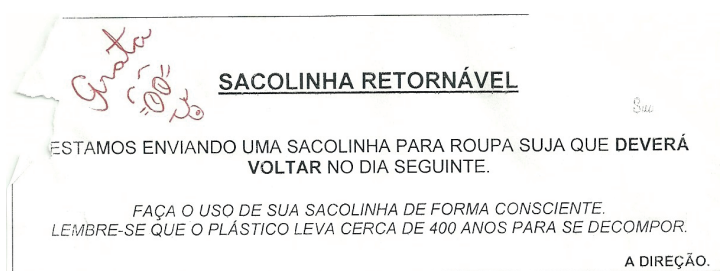 Grata
SACOLINHA RETORNÁVEL
ESTAMOS ENVIANDO UMA SACOLINHA PARA ROUPA SUJA QUE DEVERÁ
VOLTAR NO DIA SEGUINTE.
FAÇA O USO DE SUA SACOLINHA DE FORMA CONSCIENTE.
LEMBRE-SE QUE O PLÁSTICO LEVA CERCA DE 400 ANOS PARA SE DECOMPOR.
A DIREÇÃO.